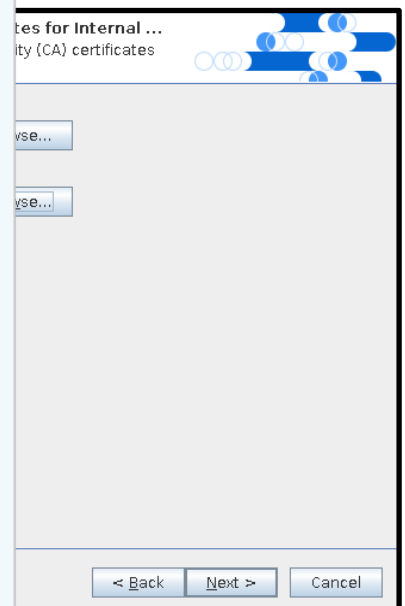 tes for Internal ...
ity (CA) certificates
wse...
wse...
< Back Next > Cancel